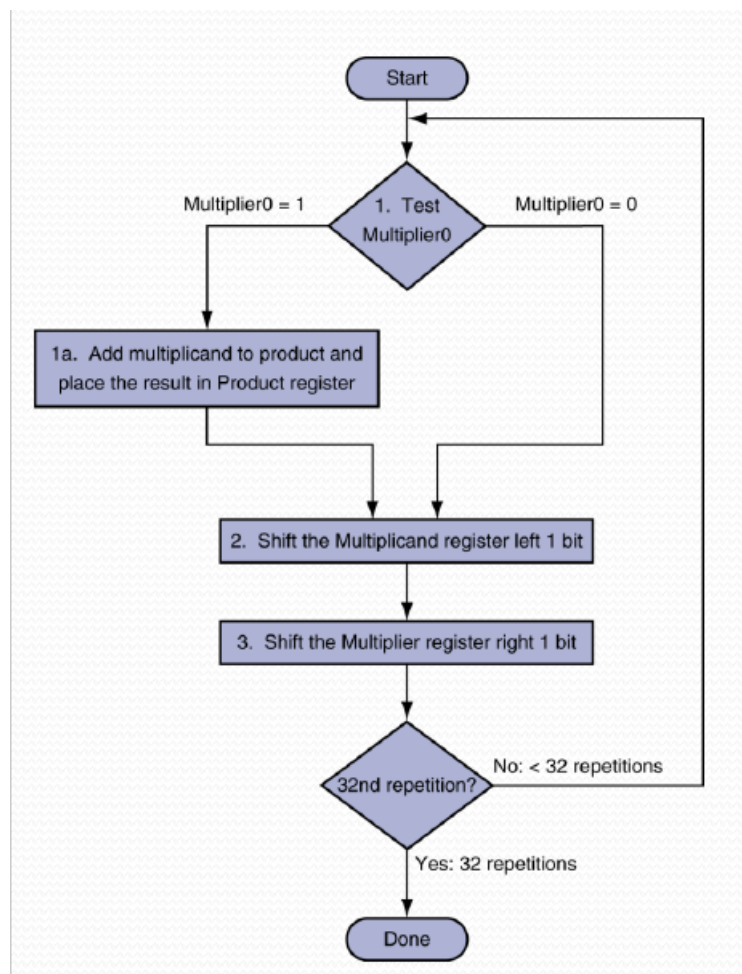 Start
Multiplier0 = 1
1. Test
Multiplier0
Multiplier0 = 0
1a. Add multiplicand to product and
place the result in Product register
2. Shift the Multiplicand register left 1 bit
3. Shift the Multiplier register right 1 bit
32nd repetition?
No: < 32 repetitions
Yes: 32 repetitions
Done